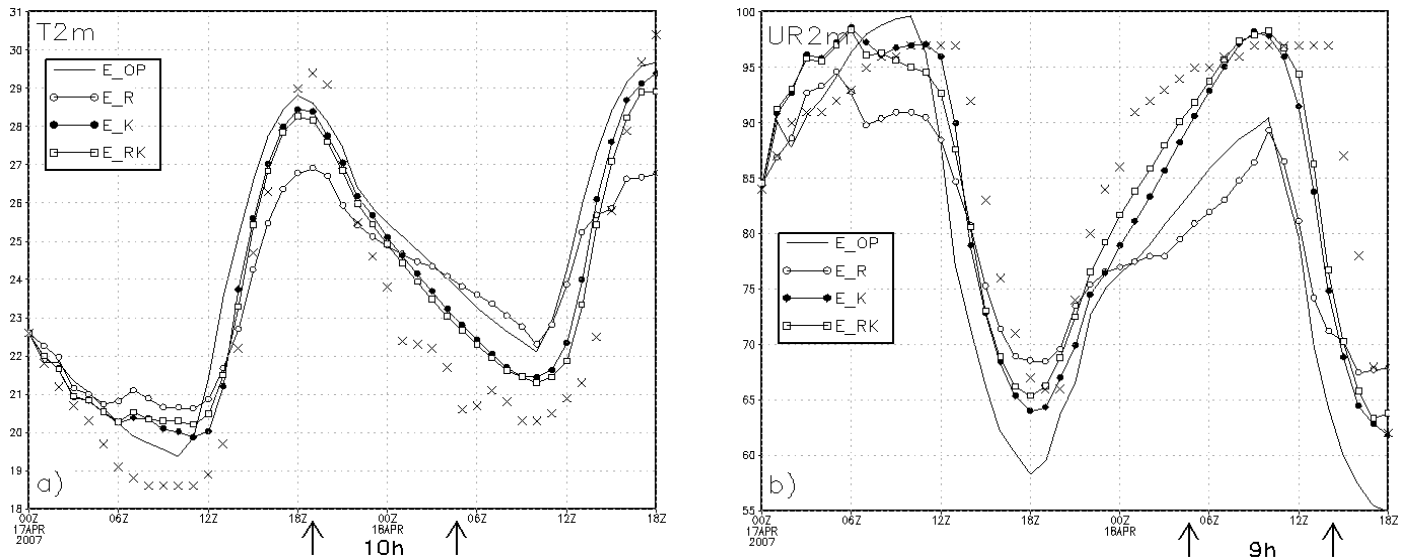 T2m
31
30
29
28
27
26
25
24
23
22
21
20
19
18
E_OP
E_R
E_K
E_RK
a)
00Z 06Z 12Z 18Z 00Z 06Z 12Z 18Z
17APR 18APR
2007
10h
UR2m
100
95
90
85
80
75
70
65
60
55
E_OP
E_R
E_K
E_RK
b)
00Z 06Z 12Z 18Z 00Z 06Z 12Z 18Z
17APR 18APR
2007
9h